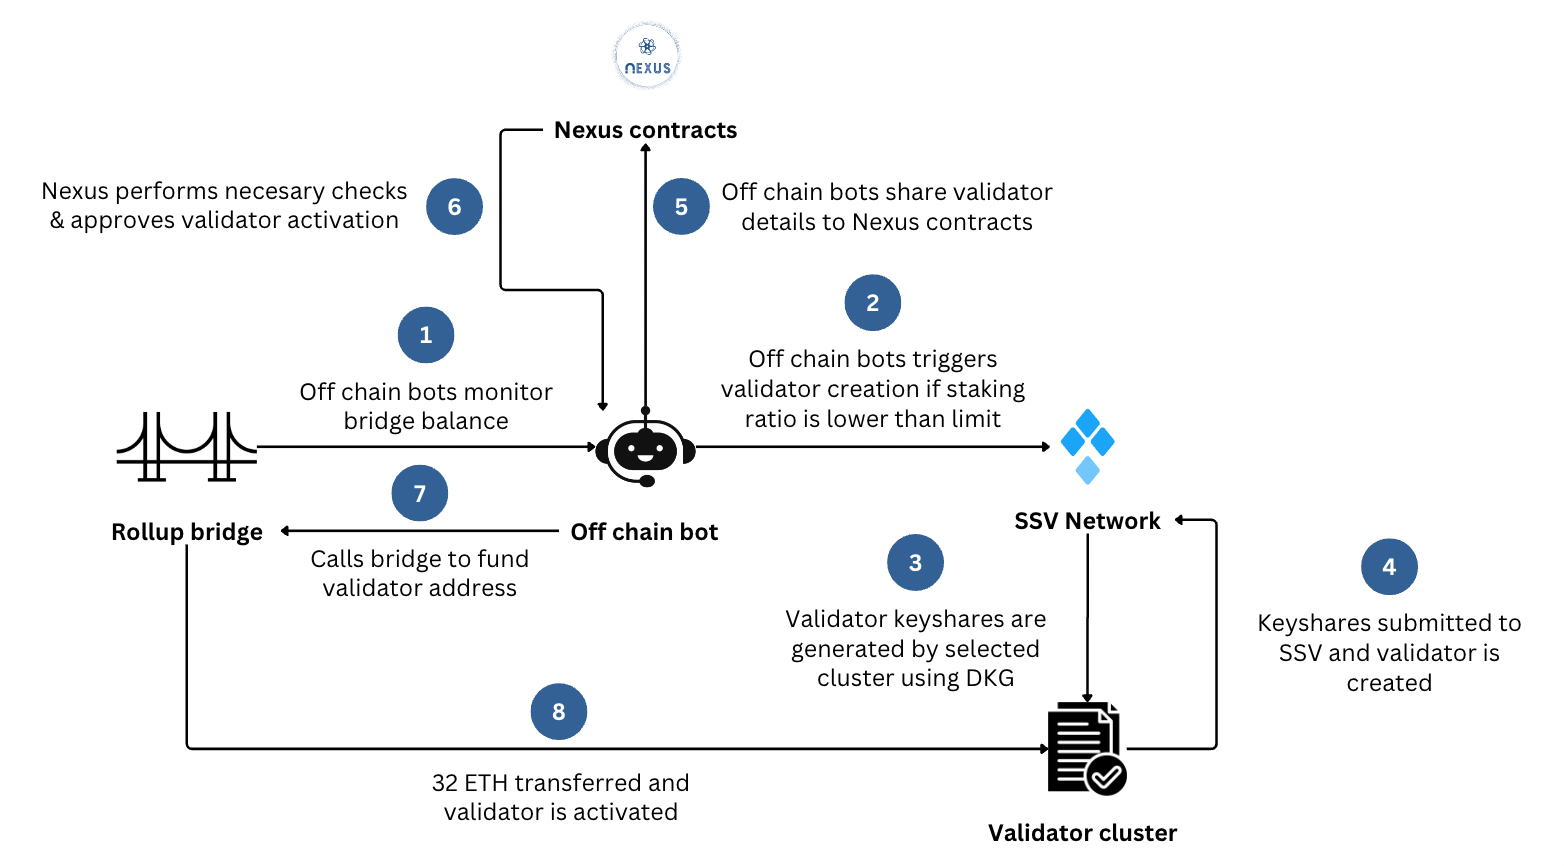 NEXUS
Nexus contracts
Nexus performs necesary checks
& approves validator activation
6
5
Off chain bots share validator
details to Nexus contracts
1
Off chain bots monitor
bridge balance
2
Off chain bots triggers
validator creation if staking
ratio is lower than limit
Rollup bridge
7
Calls bridge to fund
validator address
Off chain bot
SSV Network
3
Validator keyshares are
generated by selected
cluster using DKG
4
Keyshares submitted to
SSV and validator is
created
8
32 ETH transferred and
validator is activated
Validator cluster